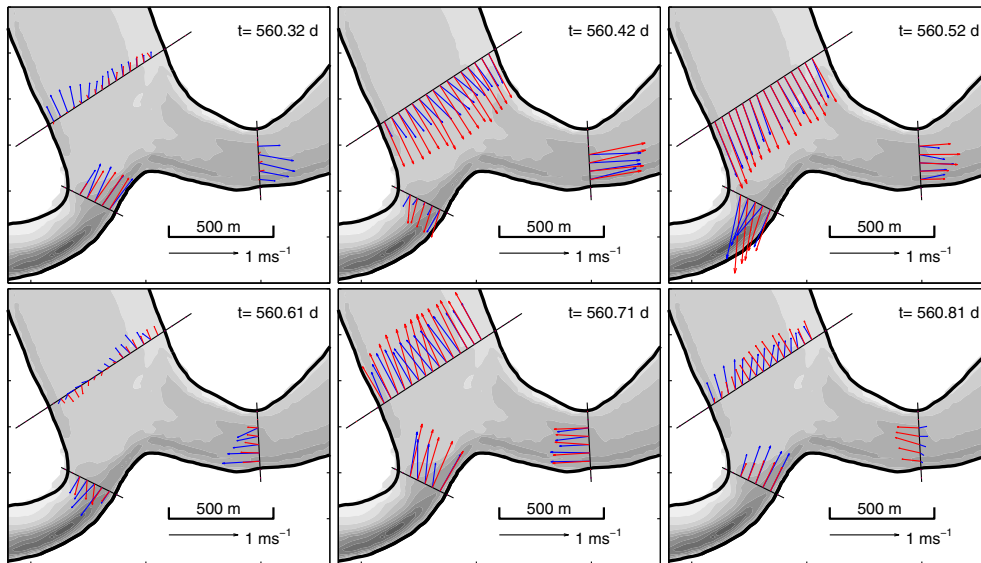 t= 560.32 d
500 m
1 ms⁻¹
t= 560.42 d
500 m
1 ms⁻¹
t= 560.52 d
500 m
1 ms⁻¹
t= 560.61 d
500 m
1 ms⁻¹
t= 560.71 d
500 m
1 ms⁻¹
t= 560.81 d
500 m
1 ms⁻¹